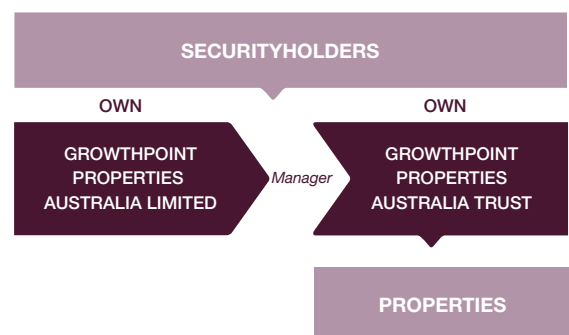 SECURITYHOLDERS
OWN
OWN
GROWTHPOINT
PROPERTIES
AUSTRALIA LIMITED
Manager
GROWTHPOINT
PROPERTIES
AUSTRALIA TRUST
PROPERTIES